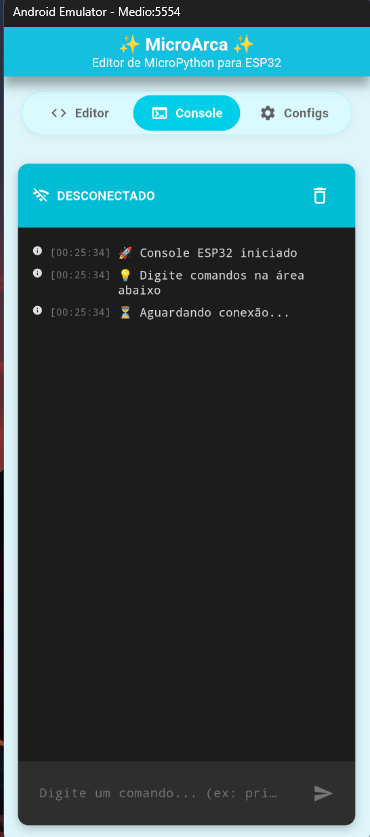 Android Emulator - Medio:5554
✨ MicroArca ✨
Editor de MicroPython para ESP32
<> Editor
Console
Configs
DESCONECTADO
[00:25:34] 🚀 Console ESP32 iniciado
[00:25:34] 💡 Digite comandos na área
abaixo
[00:25:34] ⏳ Aguardando conexão...
Digite um comando... (ex: pri…